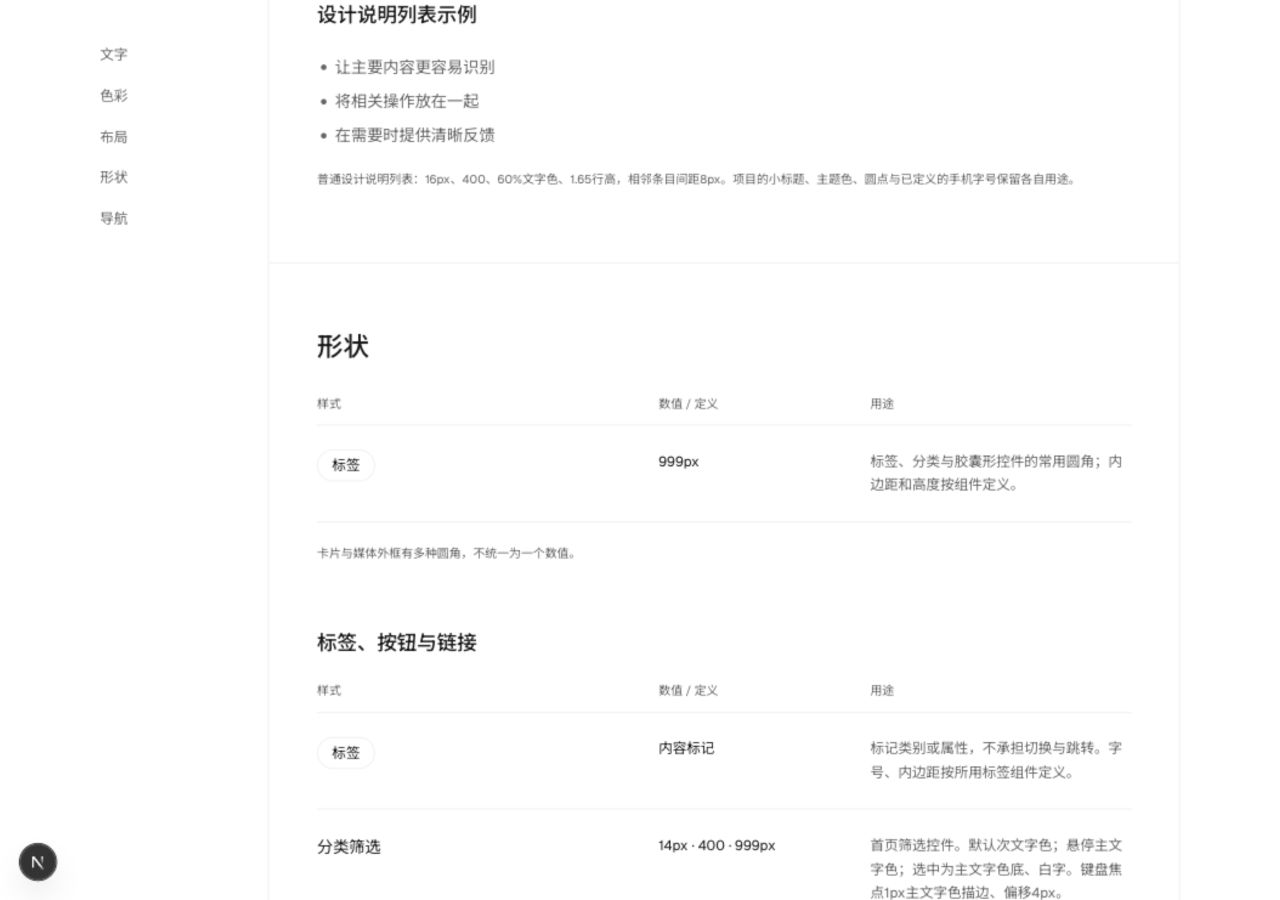 文字
色彩
布局
形状
导航
设计说明列表示例
• 让主要内容更容易识别
• 将相关操作放在一起
• 在需要时提供清晰反馈
普通设计说明列表：16px、400、60%文字色、1.65行高，相邻条目间距8px。项目的小标题、主题色、圆点与已定义的手机字号保留各自用途。
形状
样式 数值 / 定义 用途
标签 999px 标签、分类与胶囊形控件的常用圆角；内
边距和高度按组件定义。
卡片与媒体外框有多种圆角，不统一为一个数值。
标签、按钮与链接
样式 数值 / 定义 用途
标签 内容标记 标记类别或属性，不承担切换与跳转。字
号、内边距按所用标签组件定义。
分类筛选 14px · 400 · 999px 首页筛选控件。默认次文字色；悬停主文
字色；选中为主文字色底、白字。键盘焦
点1px主文字色描边、偏移4px。
N